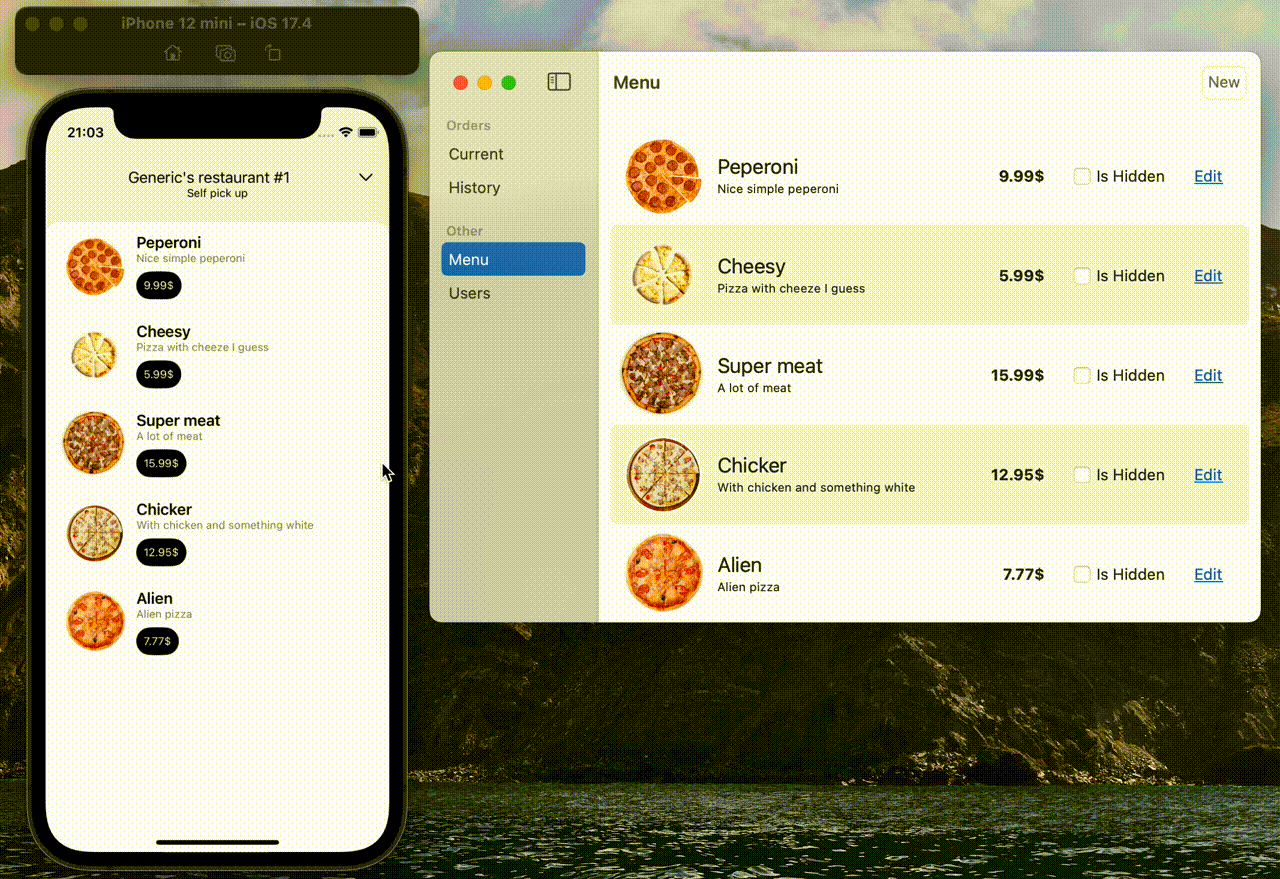 iPhone 12 mini – iOS 17.4
21:03
Generic's restaurant #1
Self pick up
Peperoni
Nice simple peperoni
9.99$
Cheesy
Pizza with cheeze I guess
5.99$
Super meat
A lot of meat
15.99$
Chicker
With chicken and something white
12.95$
Alien
Alien pizza
7.77$
Orders
Current
History
Other
Menu
Users
Menu
New
Peperoni
Nice simple peperoni
9.99$
Is Hidden
Edit
Cheesy
Pizza with cheeze I guess
5.99$
Is Hidden
Edit
Super meat
A lot of meat
15.99$
Is Hidden
Edit
Chicker
With chicken and something white
12.95$
Is Hidden
Edit
Alien
Alien pizza
7.77$
Is Hidden
Edit